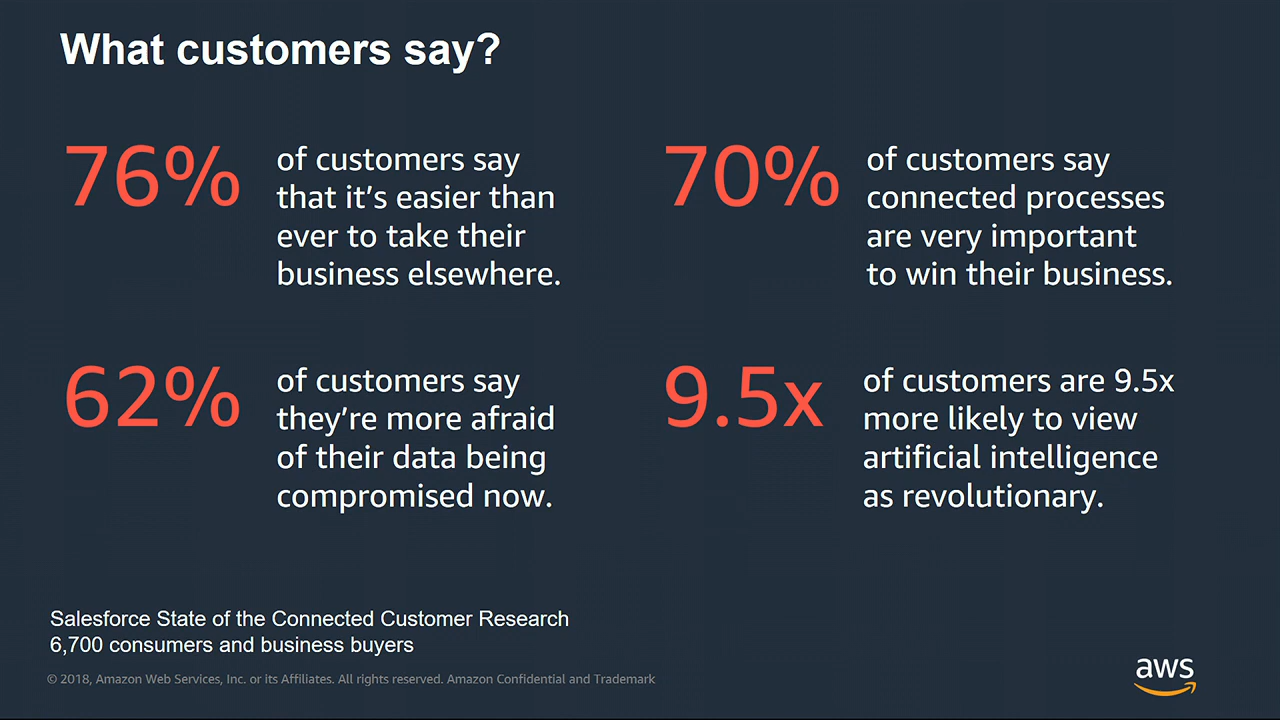 What customers say?
76%
of customers say
that it's easier than
ever to take their
business elsewhere.
70%
of customers say
connected processes
are very important
to win their business.
62%
of customers say
they're more afraid
of their data being
compromised now.
9.5x
of customers are 9.5x
more likely to view
artificial intelligence
as revolutionary.
Salesforce State of the Connected Customer Research
6,700 consumers and business buyers
© 2018, Amazon Web Services, Inc. or its Affiliates. All rights reserved. Amazon Confidential and Trademark
aws